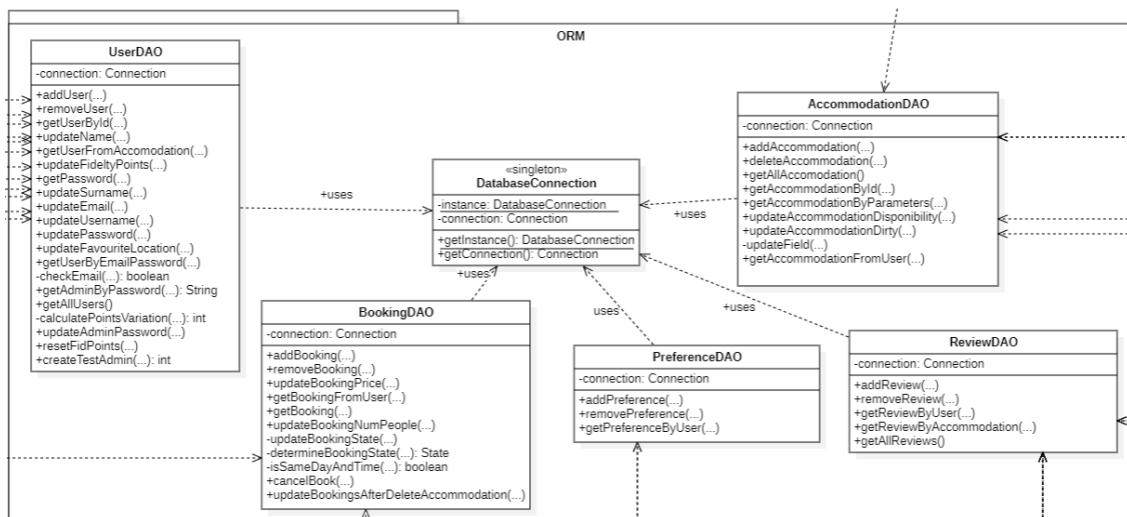 ORM
UserDAO
-connection: Connection
+addUser(...)
+removeUser(...)
+getUserById(...)
+updateName(...)
+getUserFromAccomodation(...)
+updateFideltyPoints(...)
+getPassword(...)
+updateSurname(...)
+updateEmail(...)
+updateUsername(...)
+updatePassword(...)
+updateFavouriteLocation(...)
+getUserByEmailPassword(...)
-checkEmail(...): boolean
+getAdminByPassword(...): String
+getAllUsers()
-calculatePointsVariation(...): int
+updateAdminPassword(...)
+resetFidPoints(...)
+createTestAdmin(...): int
+uses
«singleton»
DatabaseConnection
-instance: DatabaseConnection
-connection: Connection
+getInstance(): DatabaseConnection
+getConnection(): Connection
+uses
AccommodationDAO
-connection: Connection
+addAccommodation(...)
+deleteAccommodation(...)
+getAllAccomodation()
+getAccommodationById(...)
+getAccommodationByParameters(...)
+updateAccommodationDisponibility(...)
+updateAccommodationDirty(...)
-updateField(...)
+getAccommodationFromUser(...)
+uses
BookingDAO
-connection: Connection
+addBooking(...)
+removeBooking(...)
+updateBookingPrice(...)
+getBookingFromUser(...)
+getBooking(...)
+updateBookingNumPeople(...)
-updateBookingState(...)
-determineBookingState(...): State
-isSameDayAndTime(...): boolean
+cancelBook(...)
+updateBookingsAfterDeleteAccommodation(...)
uses
PreferenceDAO
-connection: Connection
+addPreference(...)
+removePreference(...)
+getPreferenceByUser(...)
+uses
ReviewDAO
-connection: Connection
+addReview(...)
+removeReview(...)
+getReviewByUser(...)
+getReviewByAccommodation(...)
+getAllReviews()